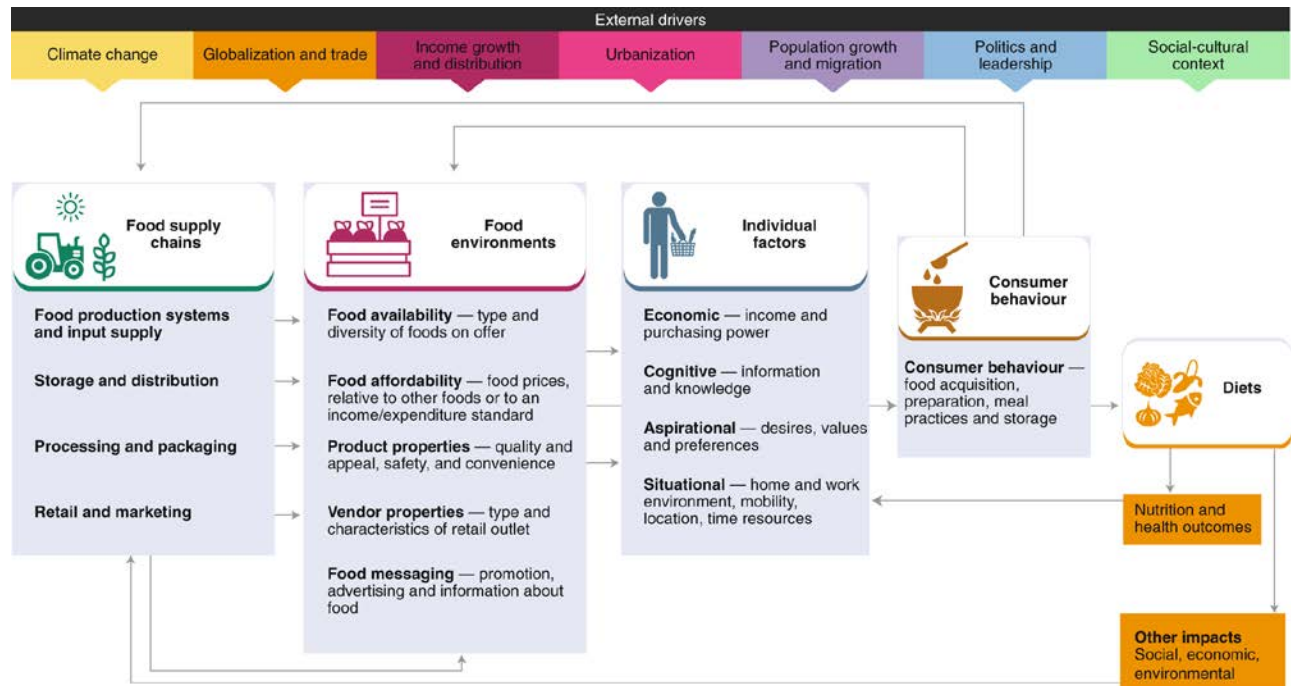 External drivers
Climate change
Globalization and trade
Income growth
and distribution
Urbanization
Population growth
and migration
Politics and
leadership
Social-cultural
context
Food supply
chains
Food production systems
and input supply
Storage and distribution
Processing and packaging
Retail and marketing
Food
environments
Food availability — type and
diversity of foods on offer
Food affordability — food prices,
relative to other foods or to an
income/expenditure standard
Product properties — quality and
appeal, safety, and convenience
Vendor properties — type and
characteristics of retail outlet
Food messaging — promotion,
advertising and information about
food
Individual
factors
Economic — income and
purchasing power
Cognitive — information
and knowledge
Aspirational — desires, values
and preferences
Situational — home and work
environment, mobility,
location, time resources
Consumer
behaviour
Consumer behaviour —
food acquisition,
preparation, meal
practices and storage
Diets
Nutrition and
health outcomes
Other impacts
Social, economic,
environmental